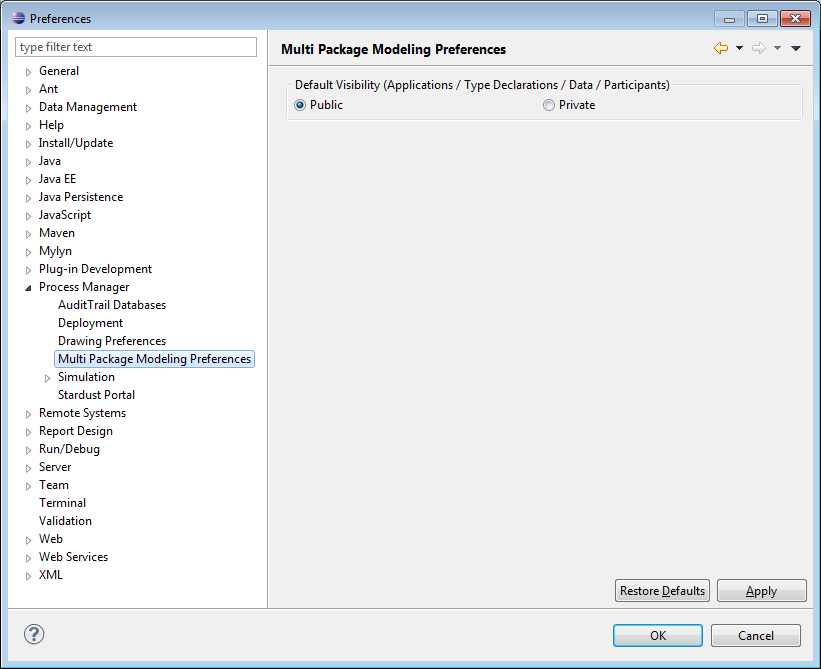 Preferences
type filter text
General
Ant
Data Management
Help
Install/Update
Java
Java EE
Java Persistence
JavaScript
Maven
Mylyn
Plug-in Development
Process Manager
AuditTrail Databases
Deployment
Drawing Preferences
Multi Package Modeling Preferences
Simulation
Stardust Portal
Remote Systems
Report Design
Run/Debug
Server
Team
Terminal
Validation
Web
Web Services
XML
Multi Package Modeling Preferences
Default Visibility (Applications / Type Declarations / Data / Participants)
Public Private
Restore Defaults Apply
? OK Cancel